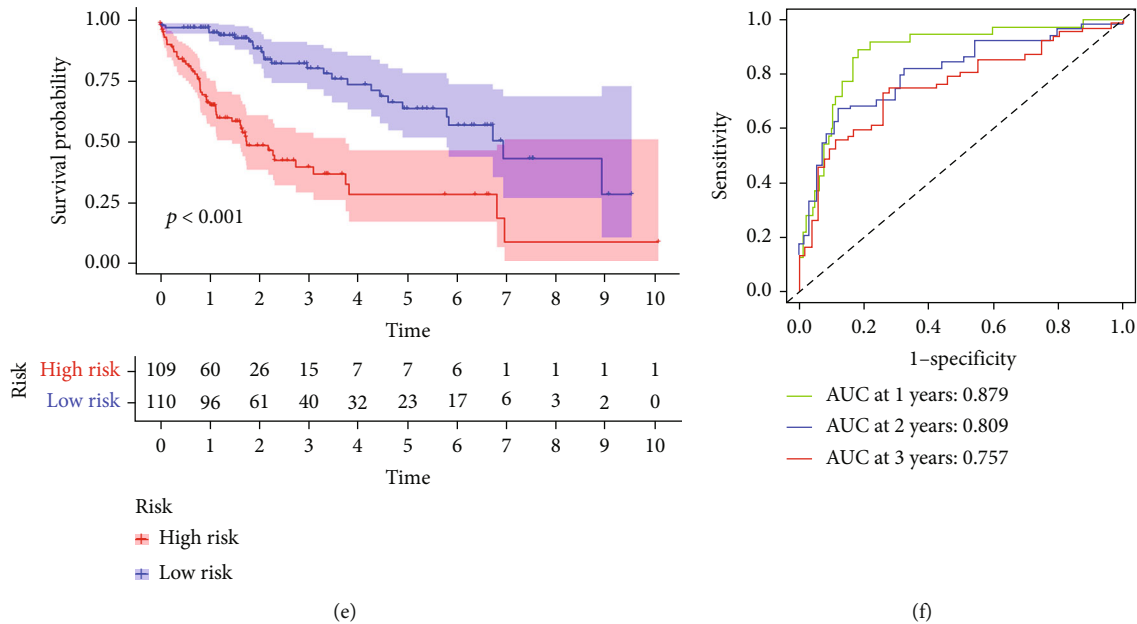 Survival probability
1.00
0.75
0.50
0.25
0.00
p < 0.001
0 1 2 3 4 5 6 7 8 9 10
Time
Risk
High risk 109 60 26 15 7 7 6 1 1 1 1
Low risk 110 96 61 40 32 23 17 6 3 2 0
0 1 2 3 4 5 6 7 8 9 10
Time
Risk
High risk
Low risk
(e)
Sensitivity
1.0
0.8
0.6
0.4
0.2
0.0
0.0 0.2 0.4 0.6 0.8 1.0
1–specificity
AUC at 1 years: 0.879
AUC at 2 years: 0.809
AUC at 3 years: 0.757
(f)